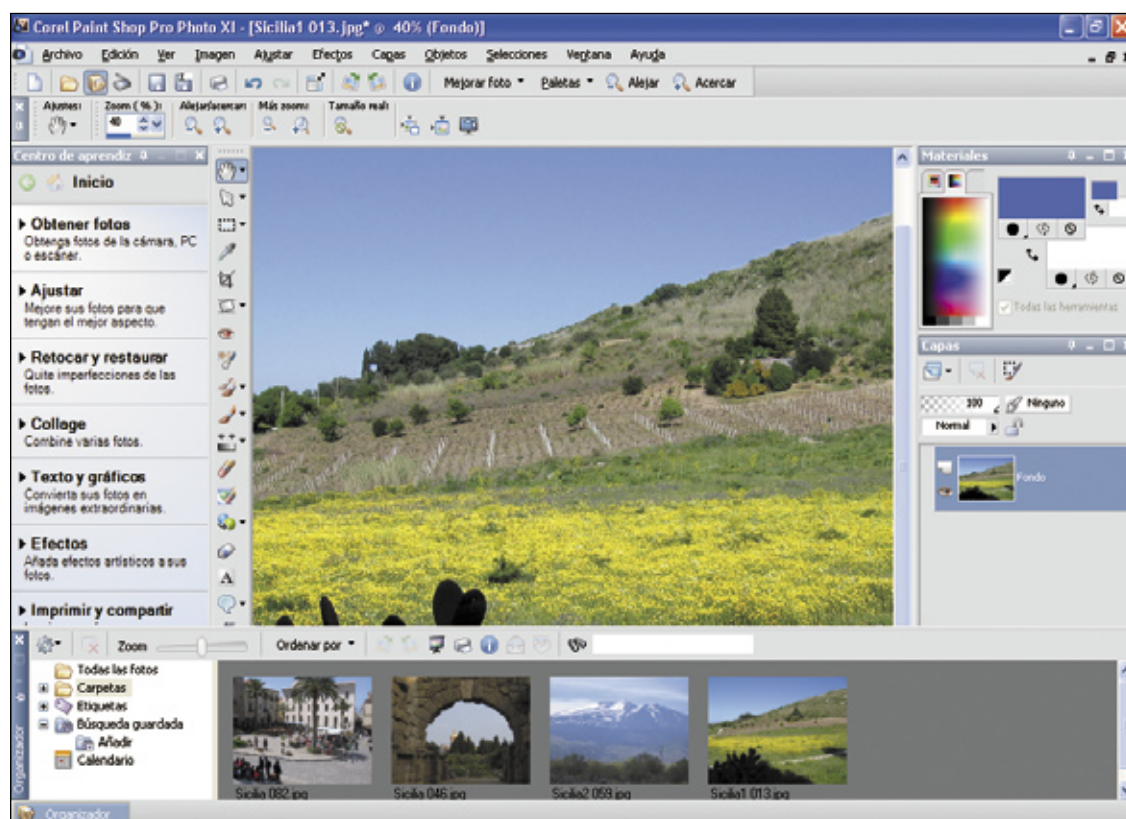 Corel Paint Shop Pro Photo XI - [Sicilia1 013.jpg* @ 40% (Fondo)]
Archivo Edición Ver Imagen Ajustar Efectos Capas Objetos Selecciones Ventana Ayuda
Mejorar foto Paletas Alejar Acercar
Ajustes: Zoom ( % ): Alejar/acercar: Más zoom: Tamaño real:
40
Centro de aprendiz
Inicio
Obtener fotos
Obtenga fotos de la cámara, PC
o escáner.
Ajustar
Mejore sus fotos para que
tengan el mejor aspecto.
Retocar y restaurar
Quite imperfecciones de las
fotos.
Collage
Combine varias fotos.
Texto y gráficos
Convierta sus fotos en
imágenes extraordinarias.
Efectos
Añada efectos artísticos a sus
fotos.
Imprimir y compartir
A
Materiales
Todas las herramientas
Capas
100 Ninguno
Normal
Fondo
Zoom Ordenar por
Organizador
Todas las fotos
Carpetas
Etiquetas
Búsqueda guardada
Añadir
Calendario
Sicilia 082.jpg Sicilia 046.jpg Sicilia2 059.jpg Sicilia1 013.jpg
Organizador